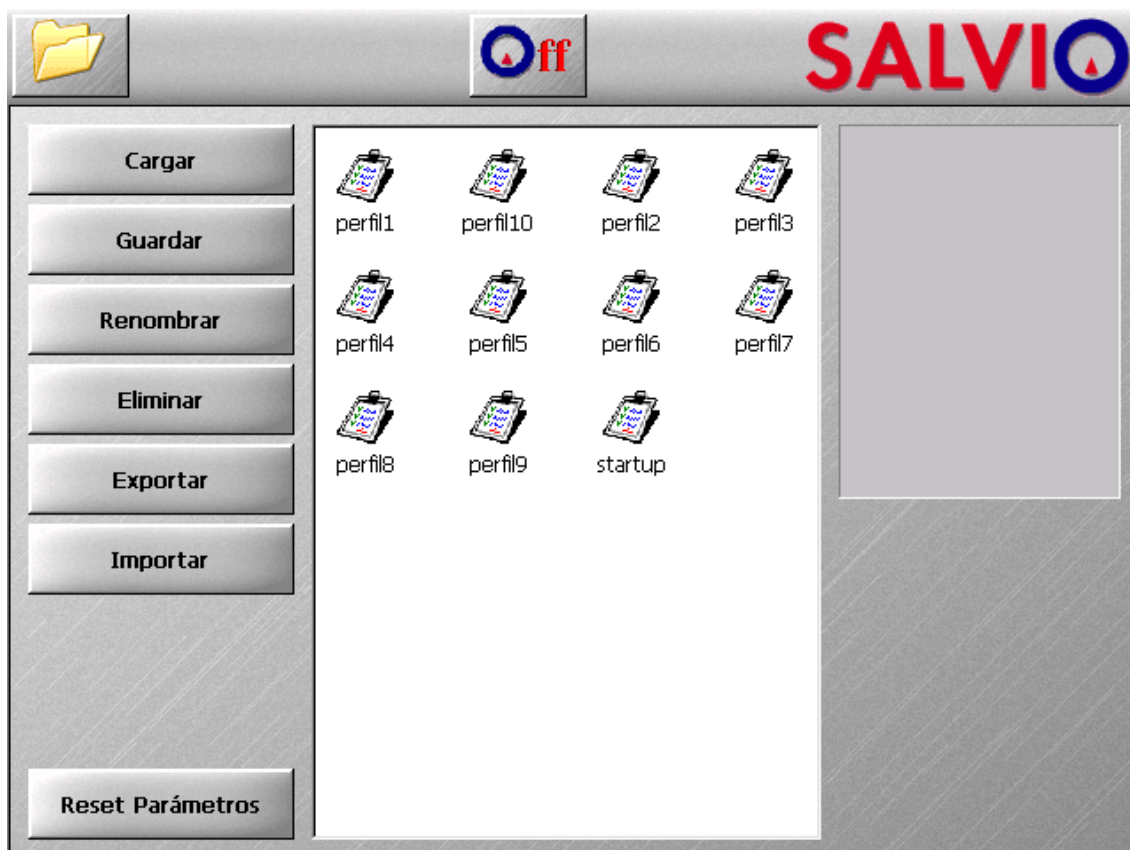 Off
SALVIO
Cargar
Guardar
Renombrar
Eliminar
Exportar
Importar
Reset Parámetros
perfil1 perfil10 perfil2 perfil3
perfil4 perfil5 perfil6 perfil7
perfil8 perfil9 startup